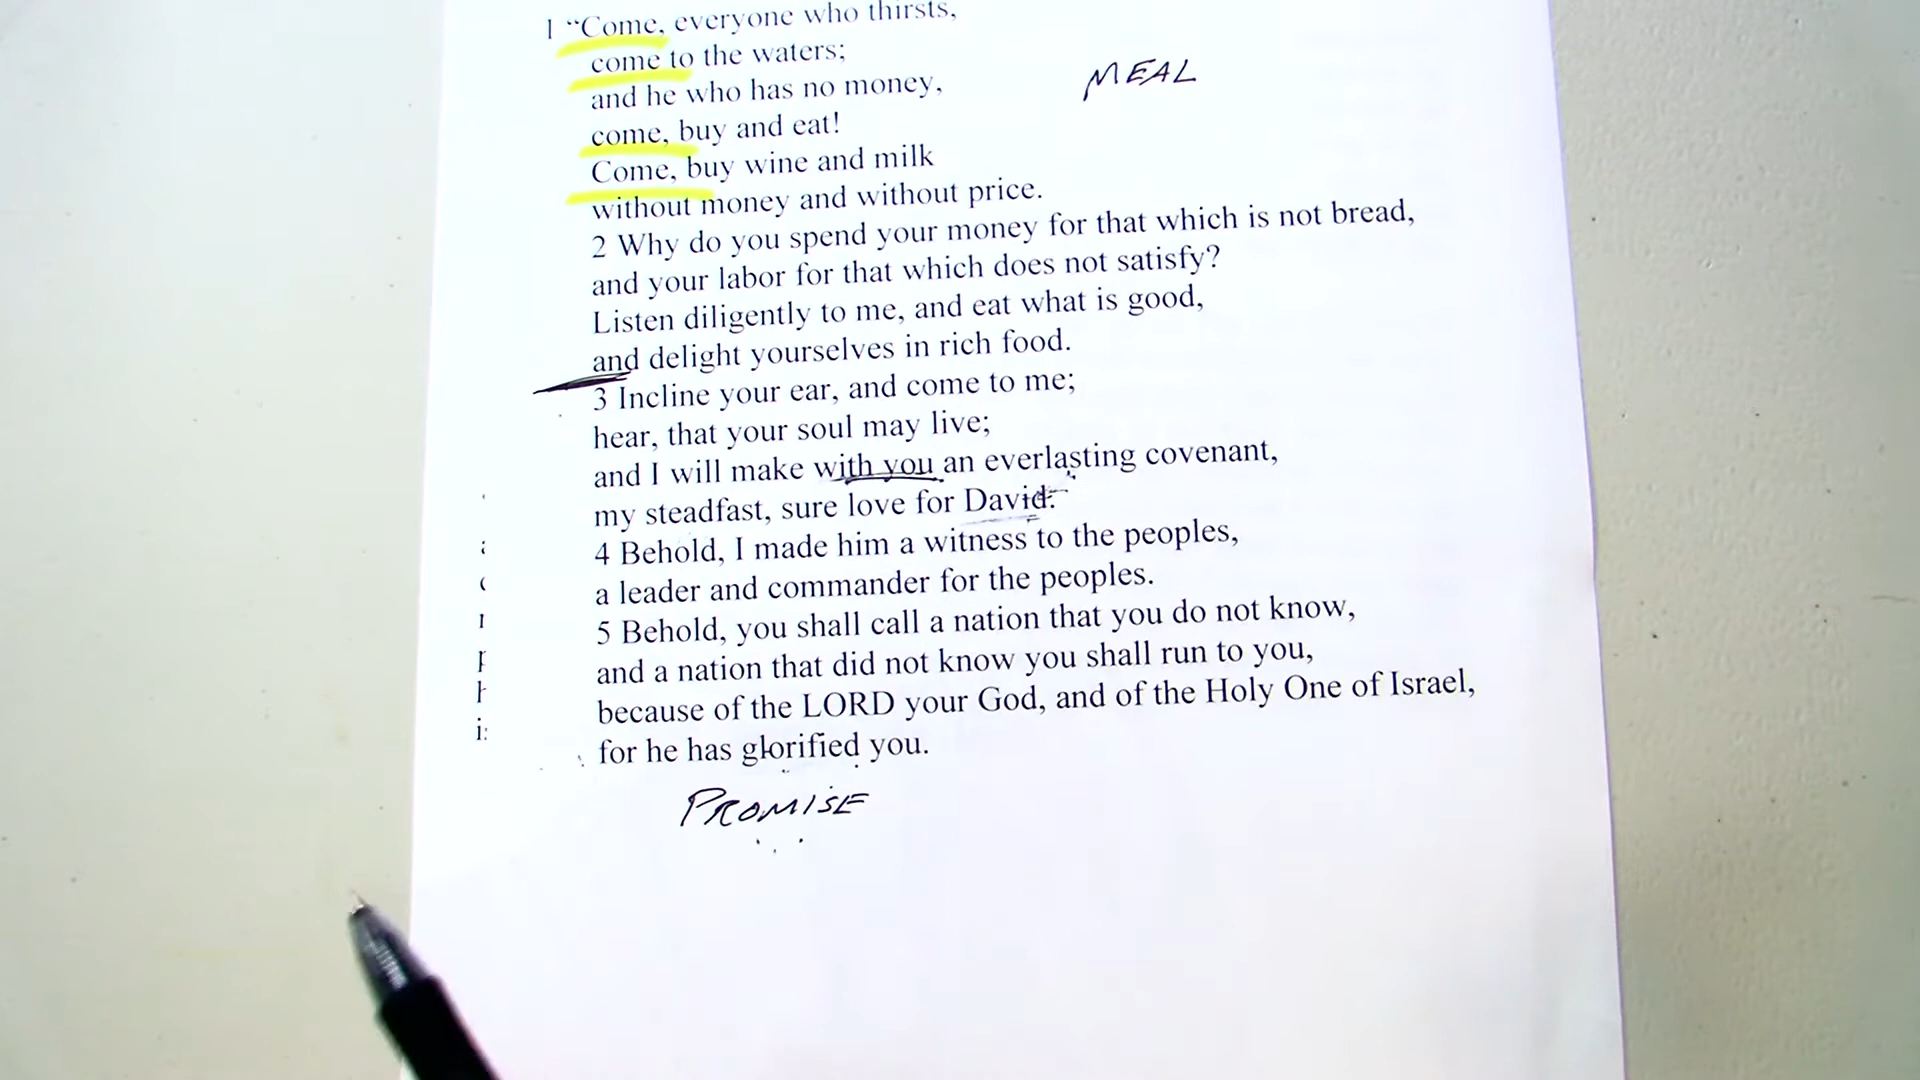 1 “Come, everyone who thirsts,
come to the waters;
MEAL
and he who has no money,
come, buy and eat!
Come, buy wine and milk
without money and without price.
2 Why do you spend your money for that which is not bread,
and your labor for that which does not satisfy?
Listen diligently to me, and eat what is good,
and delight yourselves in rich food.
3 Incline your ear, and come to me;
hear, that your soul may live;
and I will make with you an everlasting covenant,
my steadfast, sure love for David.
4 Behold, I made him a witness to the peoples,
a leader and commander for the peoples.
5 Behold, you shall call a nation that you do not know,
and a nation that did not know you shall run to you,
because of the LORD your God, and of the Holy One of Israel,
for he has glorified you.
PROMISE